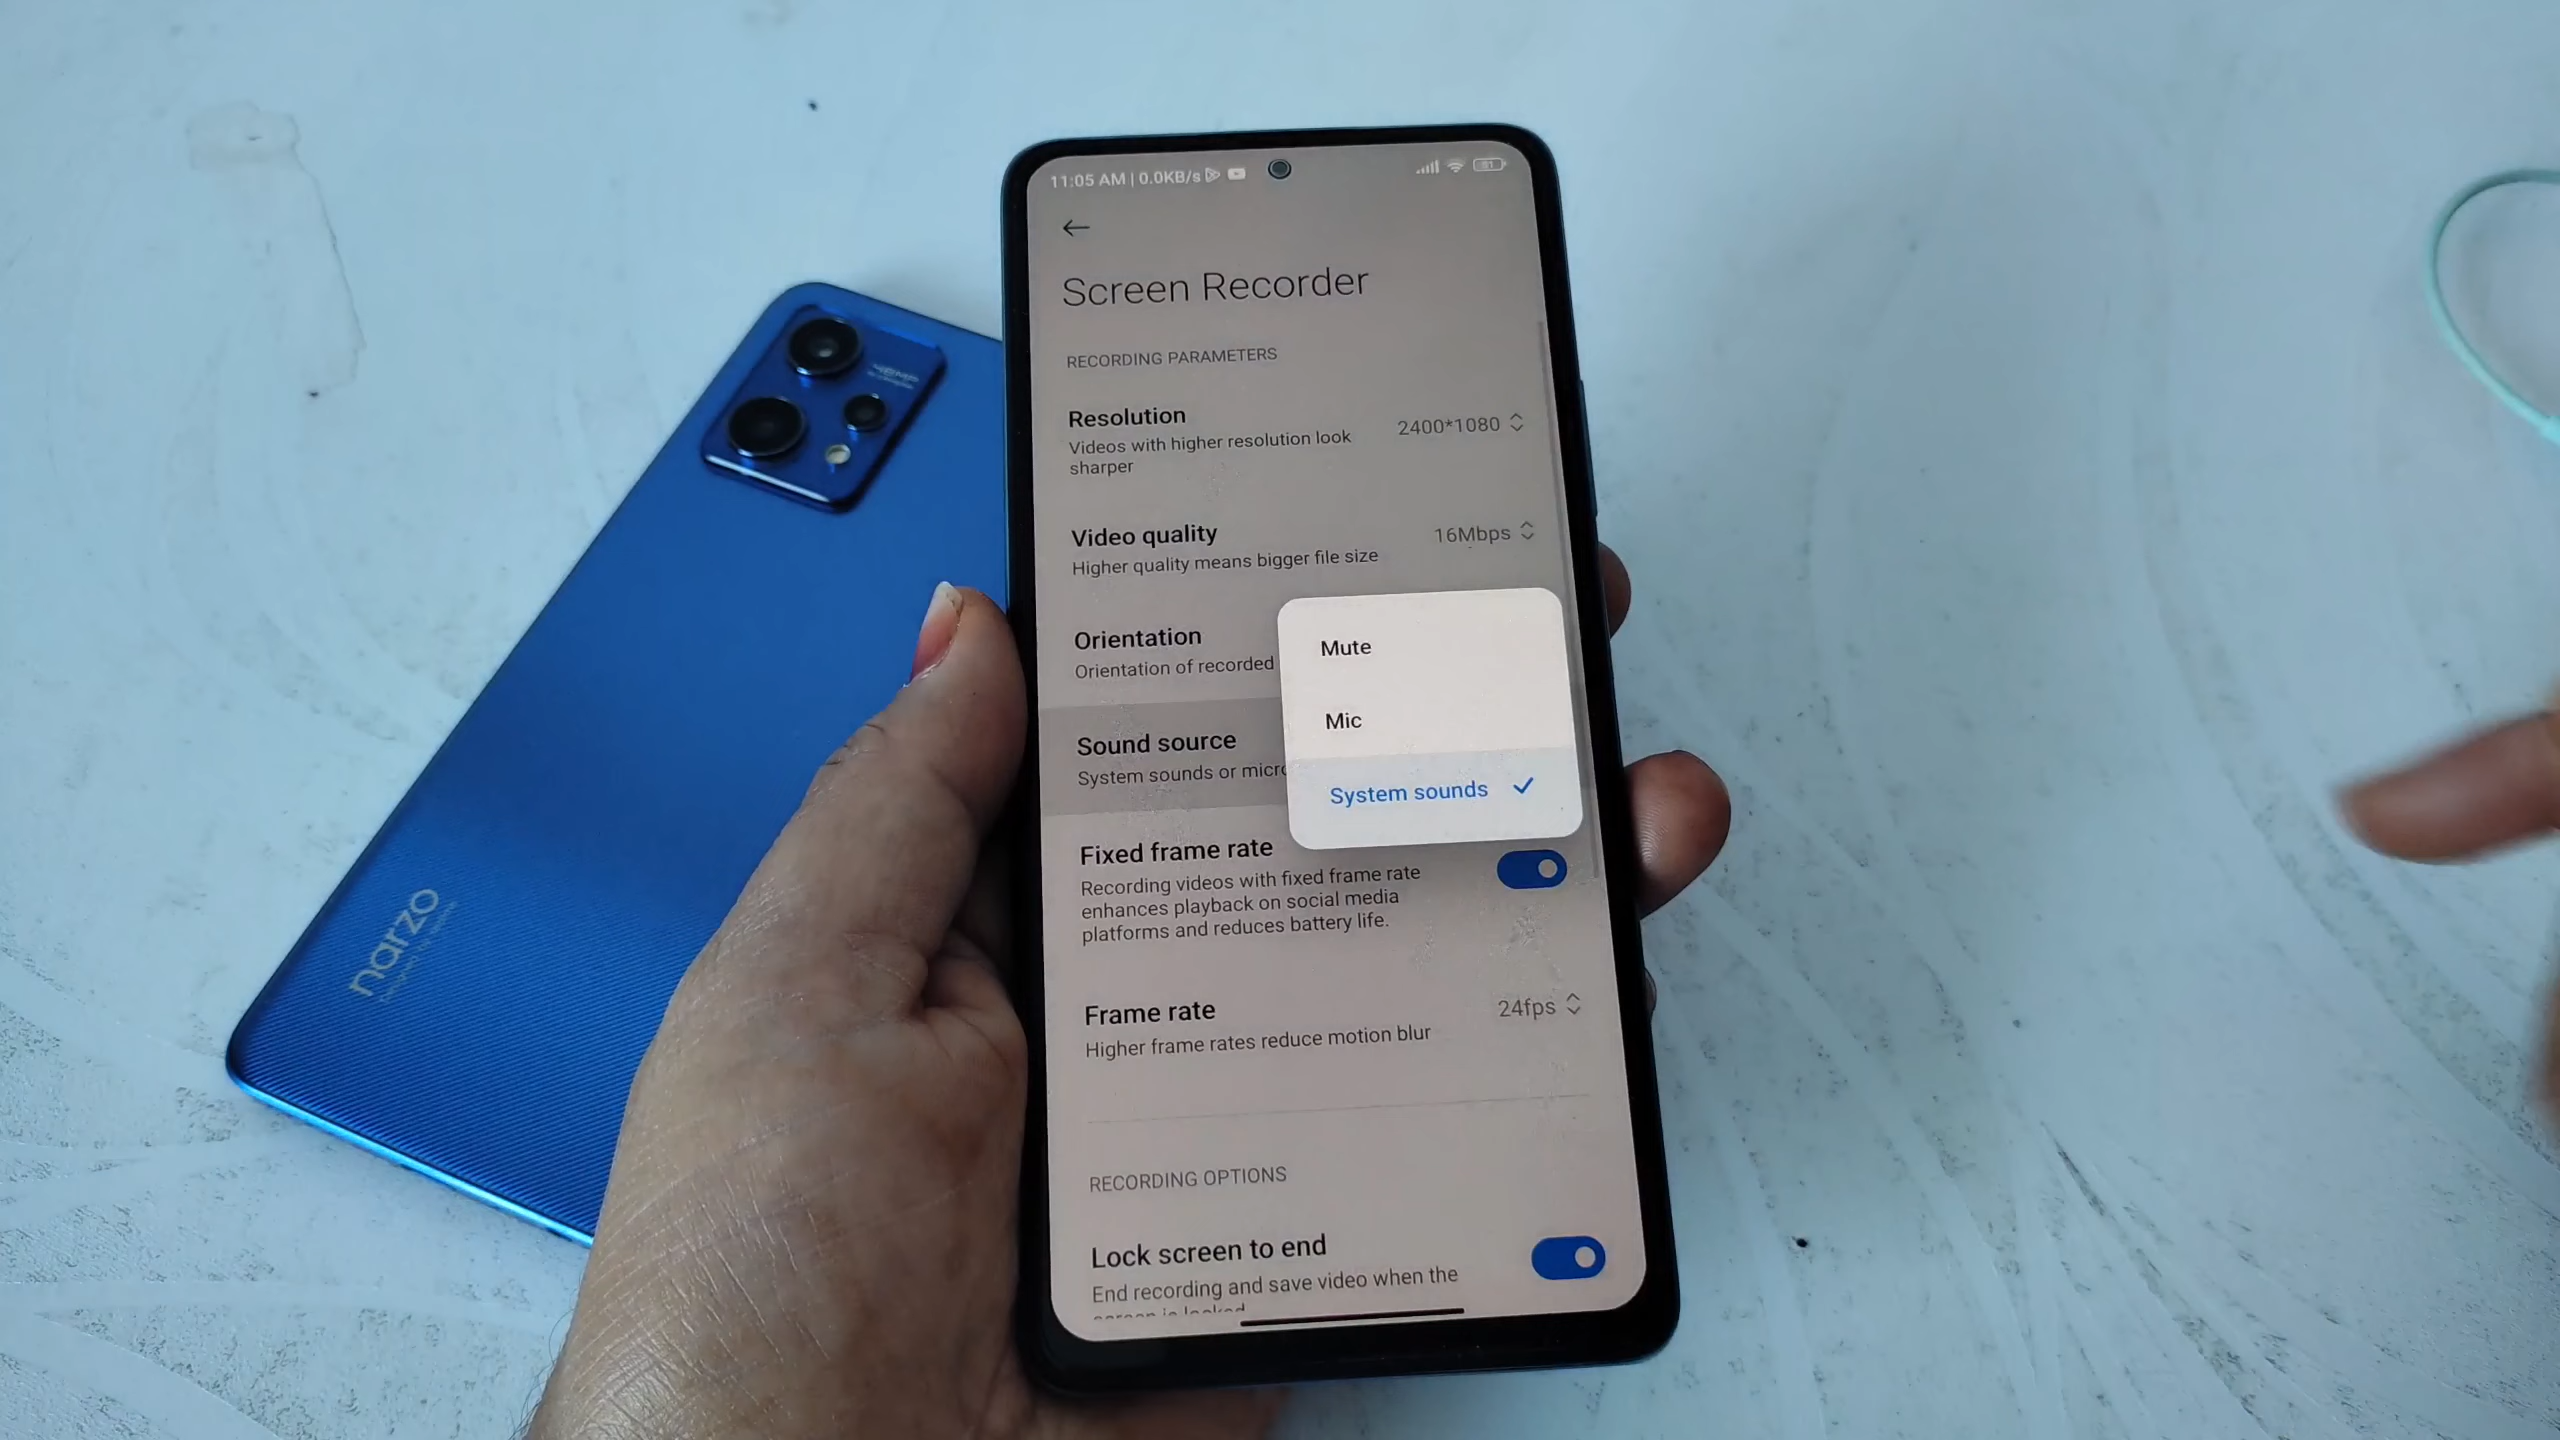 11:05 AM | 0.0KB/s
Screen Recorder
RECORDING PARAMETERS
Resolution
Videos with higher resolution look
sharper
2400*1080
Video quality
Higher quality means bigger file size
16Mbps
Orientation
Orientation of recorded
Mute
Mic
System sounds
Sound source
System sounds or micro
Fixed frame rate
Recording videos with fixed frame rate
enhances playback on social media
platforms and reduces battery life.
Frame rate
Higher frame rates reduce motion blur
24fps
RECORDING OPTIONS
Lock screen to end
End recording and save video when the
screen is locked
narzo